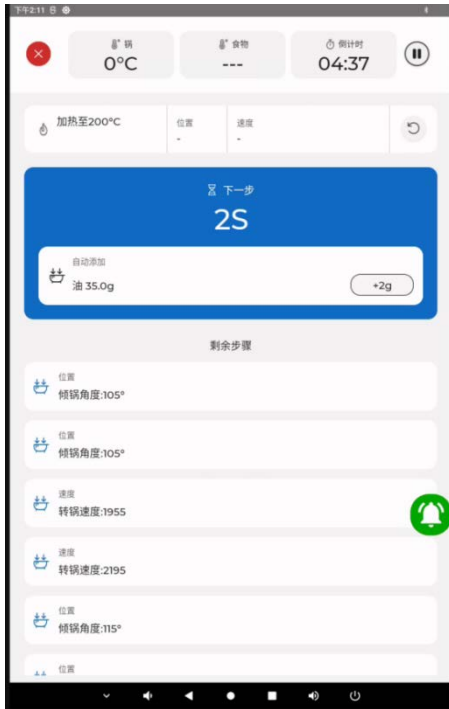 下午2:11
锅
0°C
食物
---
倒计时
04:37
加热至200°C
位置
-
速度
-
下一步
2S
自动添加
油 35.0g
+2g
剩余步骤
位置
倾锅角度:105°
位置
倾锅角度:105°
速度
转锅速度:1955
速度
转锅速度:2195
位置
倾锅角度:115°
位置